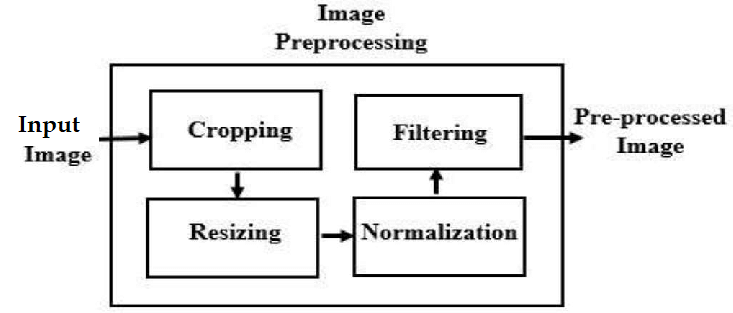 Image
Preprocessing
Input
Image
Cropping
Resizing
Normalization
Filtering
Pre-processed
Image